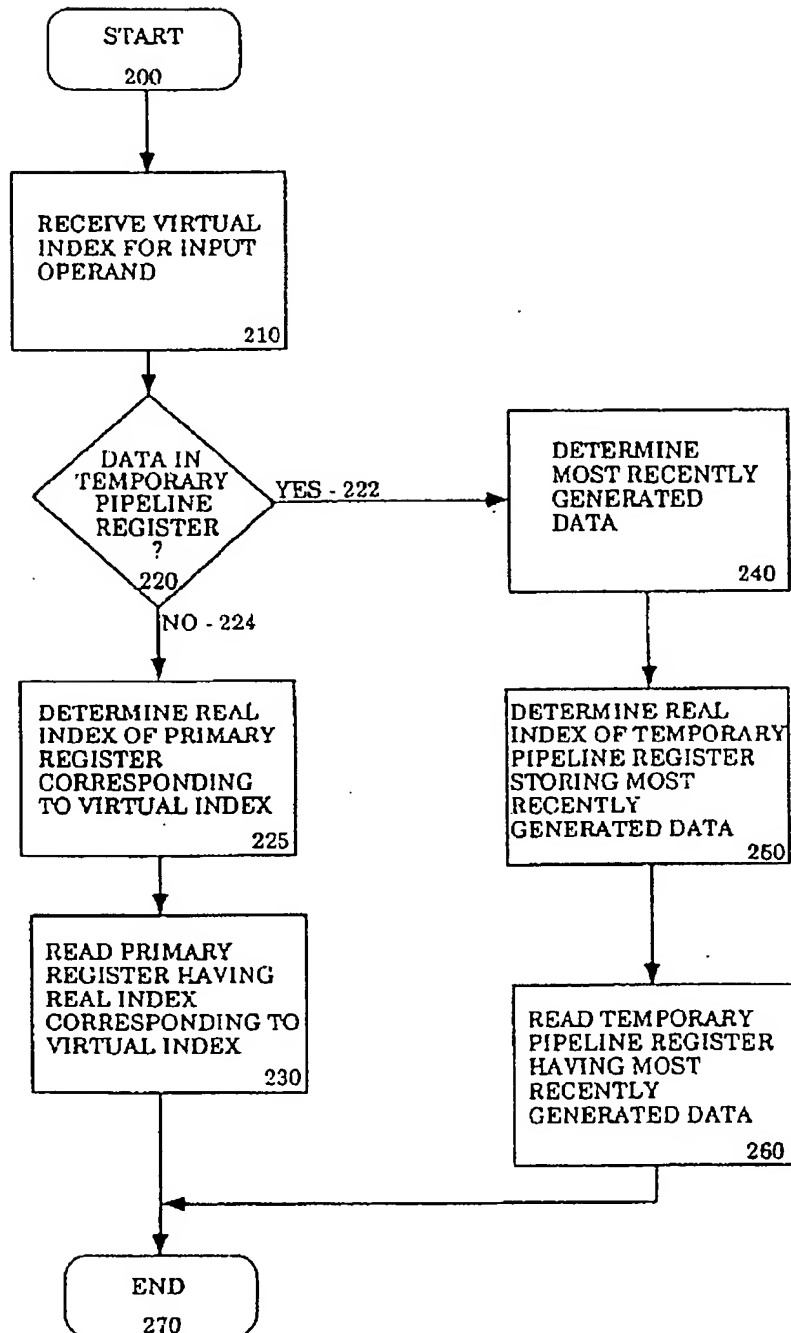 START
200
RECEIVE VIRTUAL
INDEX FOR INPUT
OPERAND
210
DATA IN
TEMPORARY
PIPELINE
REGISTER
?
220
YES - 222
NO - 224
DETERMINE
MOST RECENTLY
GENERATED
DATA
240
DETERMINE REAL
INDEX OF PRIMARY
REGISTER
CORRESPONDING
TO VIRTUAL INDEX
225
DETERMINE REAL
INDEX OF TEMPORARY
PIPELINE REGISTER
STORING MOST
RECENTLY
GENERATED DATA
250
READ PRIMARY
REGISTER HAVING
REAL INDEX
CORRESPONDING TO
VIRTUAL INDEX
230
READ TEMPORARY
PIPELINE REGISTER
HAVING MOST
RECENTLY
GENERATED DATA
260
END
270